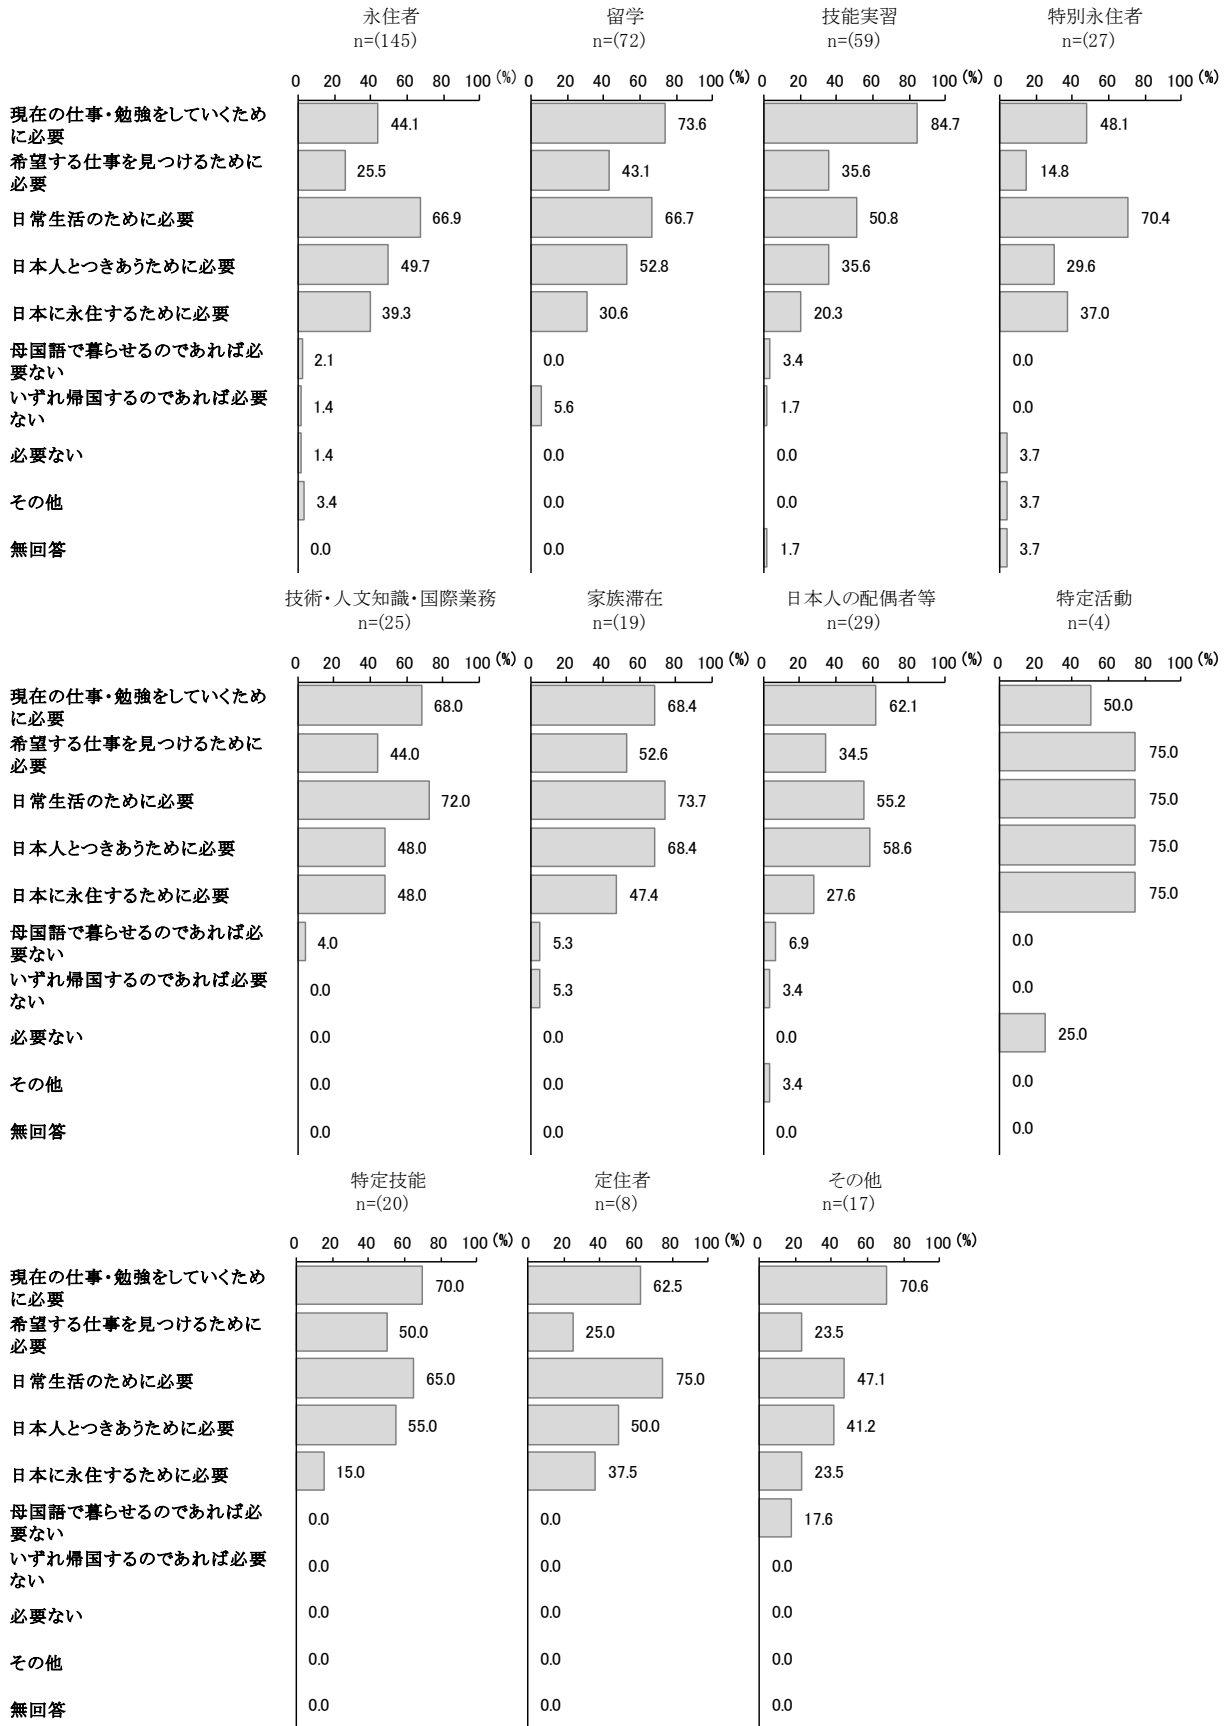 永住者 留学 技能実習 特別永住者
n=(145) n=(72) n=(59) n=(27)
0 20 40 60 80 100 (%) 0 20 40 60 80 100 (%) 0 20 40 60 80 100 (%) 0 20 40 60 80 100 (%)
現在の仕事・勉強をしていくため
に必要
44.1 73.6 84.7 48.1
希望する仕事を見つけるために
必要
25.5 43.1 35.6 14.8
日常生活のために必要 66.9 66.7 50.8 70.4
日本人とつきあうために必要 49.7 52.8 35.6 29.6
日本に永住するために必要 39.3 30.6 20.3 37.0
母国語で暮らせるのであれば必
要ない
2.1 0.0 3.4 0.0
いずれ帰国するのであれば必要
ない
1.4 5.6 1.7 0.0
必要ない 1.4 0.0 0.0 3.7
その他 3.4 0.0 0.0 3.7
無回答 0.0 0.0 1.7 3.7
技術・人文知識・国際業務 家族滞在 日本人の配偶者等 特定活動
n=(25) n=(19) n=(29) n=(4)
0 20 40 60 80 100 (%) 0 20 40 60 80 100 (%) 0 20 40 60 80 100 (%) 0 20 40 60 80 100 (%)
現在の仕事・勉強をしていくため
に必要
68.0 68.4 62.1 50.0
希望する仕事を見つけるために
必要
44.0 52.6 34.5 75.0
日常生活のために必要 72.0 73.7 55.2 75.0
日本人とつきあうために必要 48.0 68.4 58.6 75.0
日本に永住するために必要 48.0 47.4 27.6 75.0
母国語で暮らせるのであれば必
要ない
4.0 5.3 6.9 0.0
いずれ帰国するのであれば必要
ない
0.0 5.3 3.4 0.0
必要ない 0.0 0.0 0.0 25.0
その他 0.0 0.0 3.4 0.0
無回答 0.0 0.0 0.0 0.0
特定技能 定住者 その他
n=(20) n=(8) n=(17)
0 20 40 60 80 100 (%) 0 20 40 60 80 100 (%) 0 20 40 60 80 100 (%)
現在の仕事・勉強をしていくため
に必要
70.0 62.5 70.6
希望する仕事を見つけるために
必要
50.0 25.0 23.5
日常生活のために必要 65.0 75.0 47.1
日本人とつきあうために必要 55.0 50.0 41.2
日本に永住するために必要 15.0 37.5 23.5
母国語で暮らせるのであれば必
要ない
0.0 0.0 17.6
いずれ帰国するのであれば必要
ない
0.0 0.0 0.0
必要ない 0.0 0.0 0.0
その他 0.0 0.0 0.0
無回答 0.0 0.0 0.0